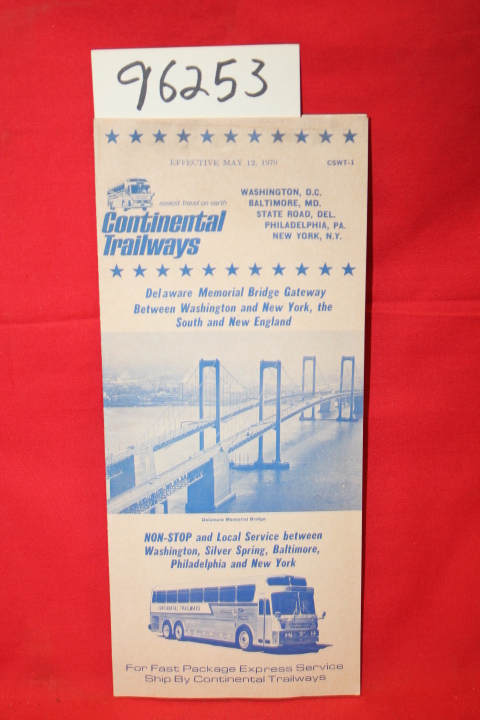 96253
EFFECTIVE MAY 12, 1970
CSWT-1
easiest travel on earth
Continental
Trailways
WASHINGTON, D.C.
BALTIMORE, MD.
STATE ROAD, DEL.
PHILADELPHIA, PA.
NEW YORK, N.Y.
Delaware Memorial Bridge Gateway
Between Washington and New York, the
South and New England
Delaware Memorial Bridge
NON-STOP and Local Service between
Washington, Silver Spring, Baltimore,
Philadelphia and New York
CONTINENTAL TRAILWAYS
For Fast Package Express Service
Ship By Continental Trailways